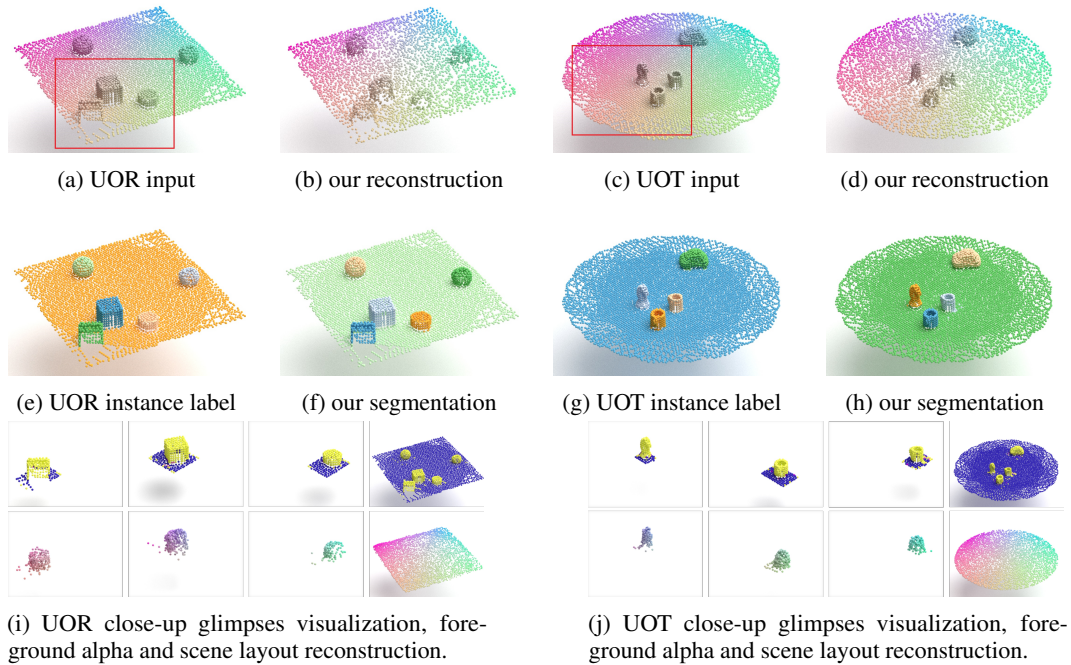 (a) UOR input
(b) our reconstruction
(c) UOT input
(d) our reconstruction
(e) UOR instance label
(f) our segmentation
(g) UOT instance label
(h) our segmentation
(i) UOR close-up glimpses visualization, fore-
ground alpha and scene layout reconstruction.
(j) UOT close-up glimpses visualization, fore-
ground alpha and scene layout reconstruction.